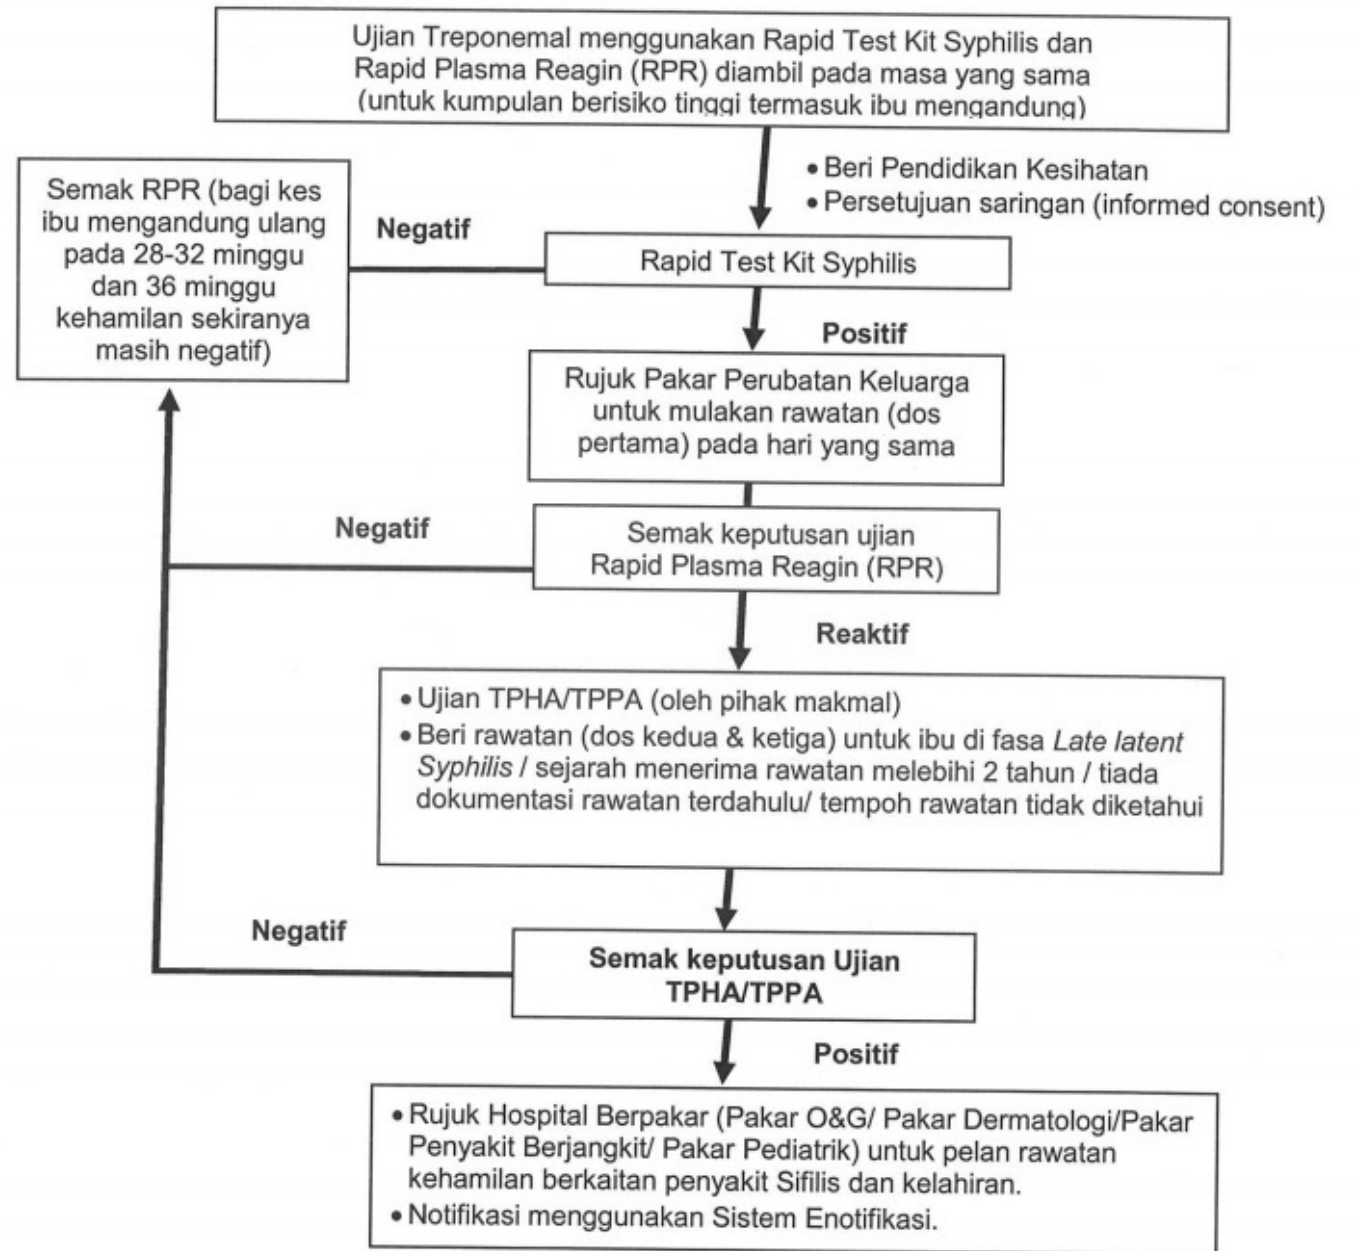 Ujian Treponemal menggunakan Rapid Test Kit Syphilis dan
Rapid Plasma Reagin (RPR) diambil pada masa yang sama
(untuk kumpulan berisiko tinggi termasuk ibu mengandung)
• Beri Pendidikan Kesihatan
• Persetujuan saringan (informed consent)
Semak RPR (bagi kes
ibu mengandung ulang
pada 28-32 minggu
dan 36 minggu
kehamilan sekiranya
masih negatif)
Negatif
Rapid Test Kit Syphilis
Positif
Rujuk Pakar Perubatan Keluarga
untuk mulakan rawatan (dos
pertama) pada hari yang sama
Negatif
Semak keputusan ujian
Rapid Plasma Reagin (RPR)
Reaktif
• Ujian TPHA/TPPA (oleh pihak makmal)
• Beri rawatan (dos kedua & ketiga) untuk ibu di fasa Late latent
Syphilis / sejarah menerima rawatan melebihi 2 tahun / tiada
dokumentasi rawatan terdahulu/ tempoh rawatan tidak diketahui
Negatif
Semak keputusan Ujian
TPHA/TPPA
Positif
• Rujuk Hospital Berpakar (Pakar O&G/ Pakar Dermatologi/Pakar
Penyakit Berjangkit/ Pakar Pediatrik) untuk pelan rawatan
kehamilan berkaitan penyakit Sifilis dan kelahiran.
• Notifikasi menggunakan Sistem Enotifikasi.